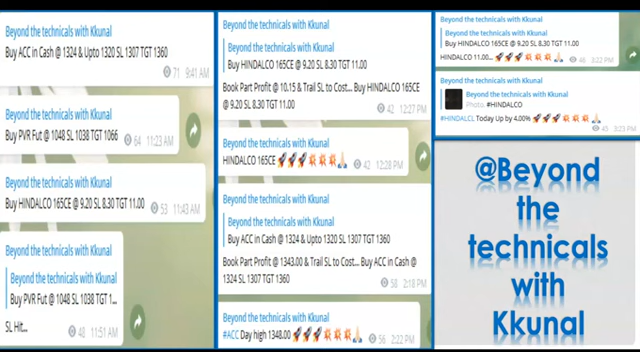 Beyond the technicals with Kkunal
Buy ACC in Cash @ 1324 & Upto 1320 SL 1307 TGT 1360
71 9:41 AM
Buy PVR Fut @ 1048 SL 1038 TGT 1066
64 11:23 AM
Beyond the technicals with Kkunal
Buy HINDALCO 165CE @ 9.20 SL 8.30 TGT 11.00
53 11:43 AM
Beyond the technicals with Kkunal
Beyond the technicals with Kkunal
Buy PVR Fut @ 1048 SL 1038 TGT 1...
SL Hit...
48 11:51 AM
Beyond the technicals with Kkunal
Beyond the technicals with Kkunal
Buy HINDALCO 165CE @ 9.20 SL 8.30 TGT 11.00
Book Part Profit @ 10.15 & Trail SL to Cost... Buy HINDALCO 165CE
@ 9.20 SL 8.30 TGT 11.00
42 12:27 PM
Beyond the technicals with Kkunal
HINDALCO 165CE 🚀🚀🚀💥💥💥🙏🏻
42 12:28 PM
Beyond the technicals with Kkunal
Beyond the technicals with Kkunal
Buy ACC in Cash @ 1324 & Upto 1320 SL 1307 TGT 1360
Book Part Profit @ 1343.00 & Trail SL to Cost... Buy ACC in Cash @
1324 SL 1307 TGT 1360
58 2:18 PM
Beyond the technicals with Kkunal
#ACC Day high 1348.00 🚀🚀🚀💥💥💥🙏🏻
56 2:22 PM
Beyond the technicals with Kkunal
Beyond the technicals with Kkunal
Buy HINDALCO 165CE @ 9.20 SL 8.30 TGT 11.00
HINDALCO 11.00... 🚀🚀🚀💥💥💥🙏🏻
46 3:22 PM
Beyond the technicals with Kkunal
Beyond the technicals with Kkunal
Photo, #HINDALCO
#HINDALCL Today Up by 4.00% 🚀🚀🚀🚀💥💥💥🙏🏻
45 3:23 PM
@Beyond
the
technicals
with
Kkunal